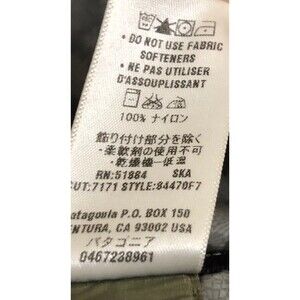 • DO NOT USE FABRIC
SOFTENERS
• NE PAS UTILISER
D'ASSOUPLISSANT
100% ナイロン
飾り付け部分を除く
・柔軟剤の使用不可
・乾燥機ー低温
RN:51884 SKA
CUT:7171 STYLE:84470F7
atagonia P.O. BOX 150
ENTURA, CA 93002 USA
パタゴニア
0467238961